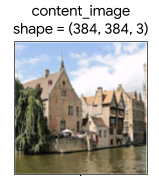 content_image
shape = (384, 384, 3)